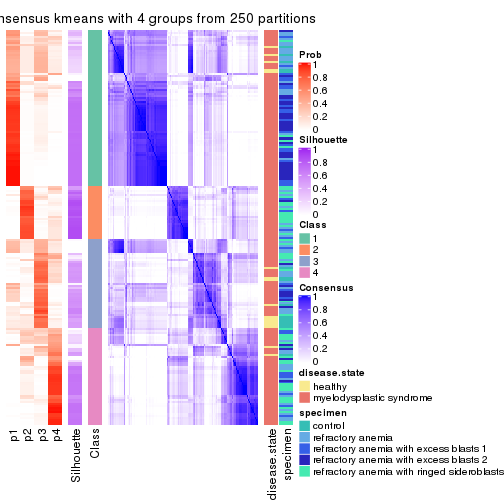 nsensus kmeans with 4 groups from 250 partitions
Prob
1
0.8
0.6
0.4
0.2
0
Silhouette
1
0.8
0.6
0.4
0.2
0
Class
1
2
3
4
Consensus
1
0.8
0.6
0.4
0.2
0
disease.state
healthy
myelodysplastic syndrome
specimen
control
refractory anemia
refractory anemia with excess blasts 1
refractory anemia with excess blasts 2
refractory anemia with ringed sideroblasts
p1
p2
p3
p4
Silhouette
Class
disease.state
specimen